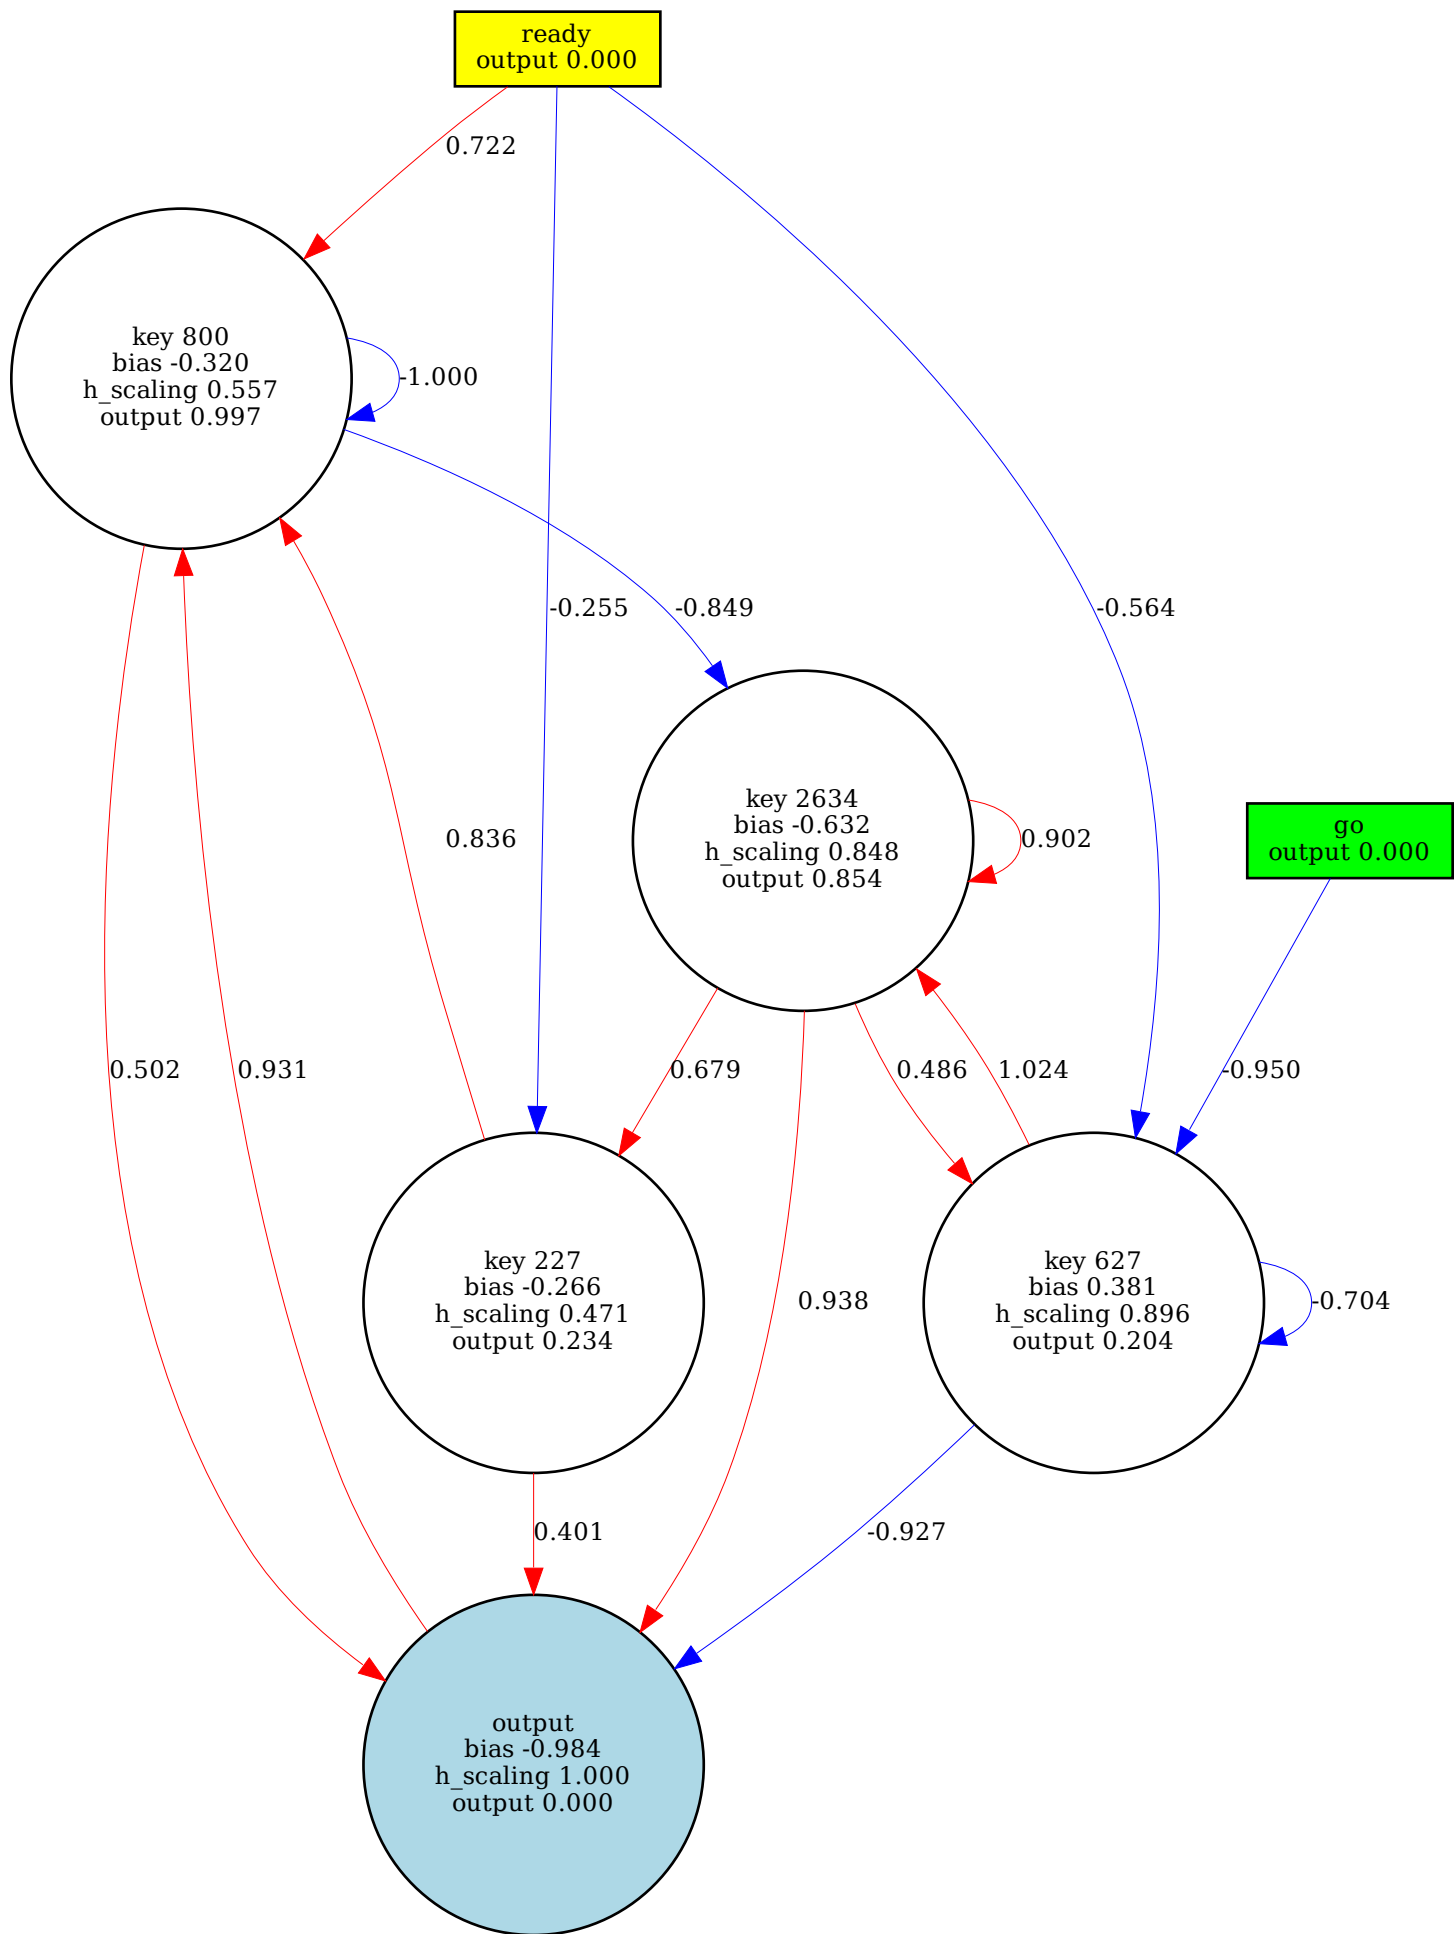 ready
output 0.000
0.722
key 800
bias -0.320
h_scaling 0.557
output 0.997
-1.000
-0.255
-0.849
-0.564
key 2634
bias -0.632
h_scaling 0.848
output 0.854
0.902
go
output 0.000
0.836
0.502
0.931
0.679
0.486
1.024
-0.950
key 227
bias -0.266
h_scaling 0.471
output 0.234
0.938
key 627
bias 0.381
h_scaling 0.896
output 0.204
-0.704
0.401
-0.927
output
bias -0.984
h_scaling 1.000
output 0.000